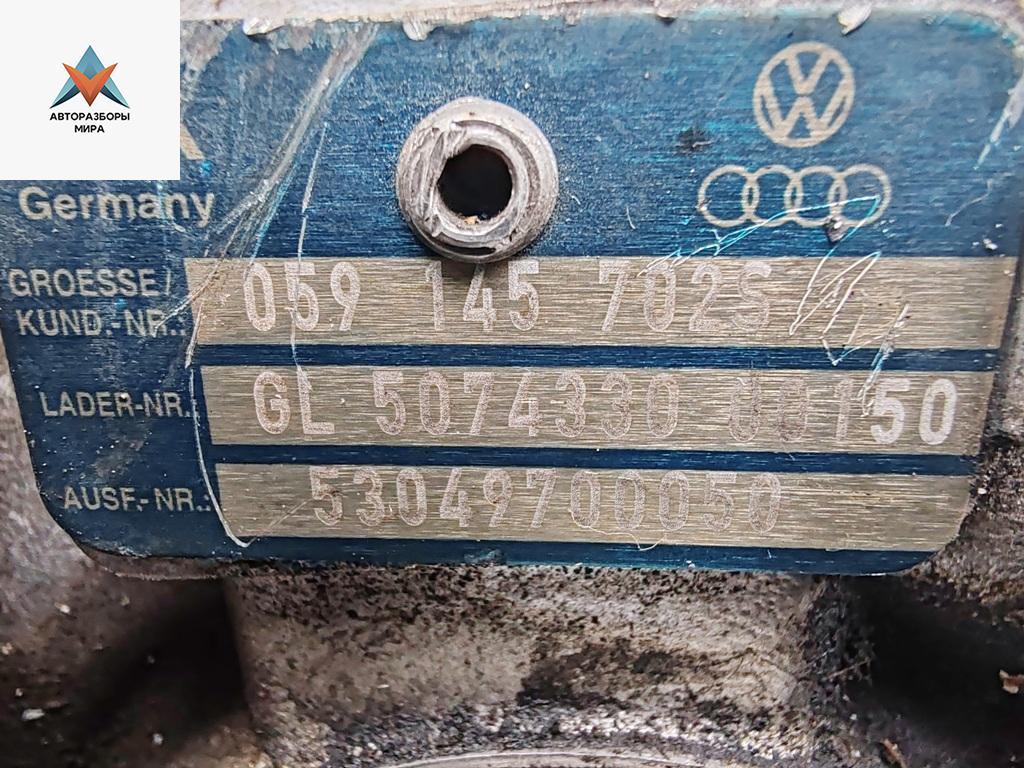 АВТОРАЗБОРЫ
МИРА
Germany
GROESSE/
KUND.-NR.: 059 145 702S
LADER-NR. GL 5074330 00150
AUSF.-NR.: 53049700050